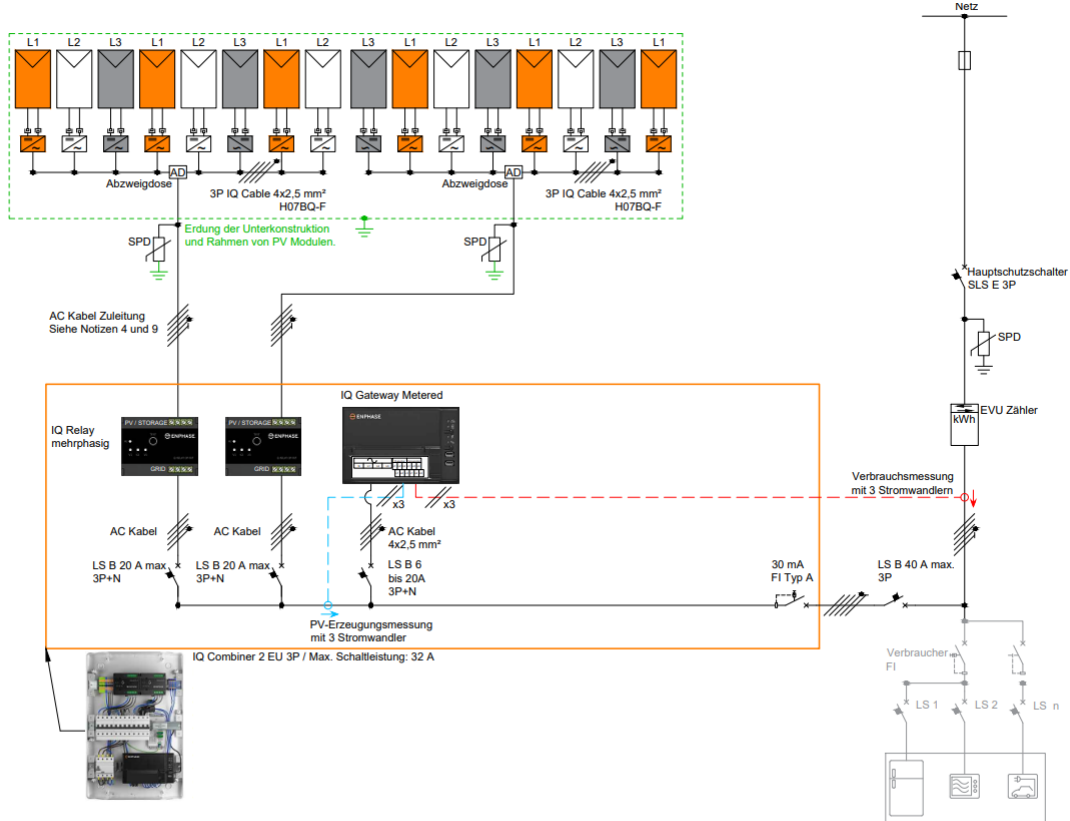 Netz
L1 L2 L3 L1 L2 L3 L1 L2 L3 L1 L2 L3 L1 L2 L3 L1
AD
AD
Abzweigdose
3P IQ Cable 4x2,5 mm²
H07BQ-F
Abzweigdose
3P IQ Cable 4x2,5 mm²
H07BQ-F
Erdung der Unterkonstruktion
und Rahmen von PV Modulen.
SPD
SPD
Hauptschutzschalter
SLS E 3P
SPD
AC Kabel Zuleitung
Siehe Notizen 4 und 9
EVU Zähler
kWh
IQ Gateway Metered
IQ Relay
mehrphasig
PV / STORAGE
ENPHASE
GRID
PV / STORAGE
ENPHASE
GRID
ENPHASE
x3
x3
Verbrauchsmessung
mit 3 Stromwandlern
AC Kabel
AC Kabel
AC Kabel
4x2,5 mm²
LS B 20 A max
3P+N
LS B 20 A max
3P+N
LS B 6
bis 20A
3P+N
30 mA
FI Typ A
LS B 40 A max.
3P
PV-Erzeugungsmessung
mit 3 Stromwandler
IQ Combiner 2 EU 3P / Max. Schaltleistung: 32 A
Verbraucher
FI
LS 1
LS 2
LS n